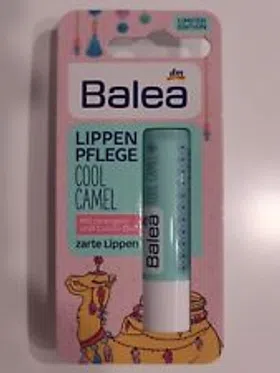 LIMITED
EDITION
dm
Balea
LIPPEN
PFLEGE
COOL
CAMEL
zarte Lippen
Balea